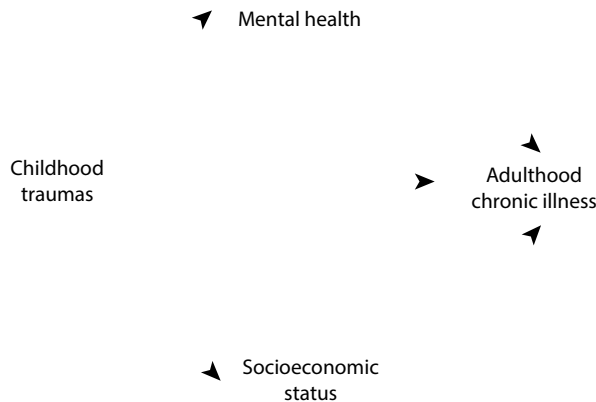 Mental health
Childhood
traumas
Adulthood
chronic illness
Socioeconomic
status